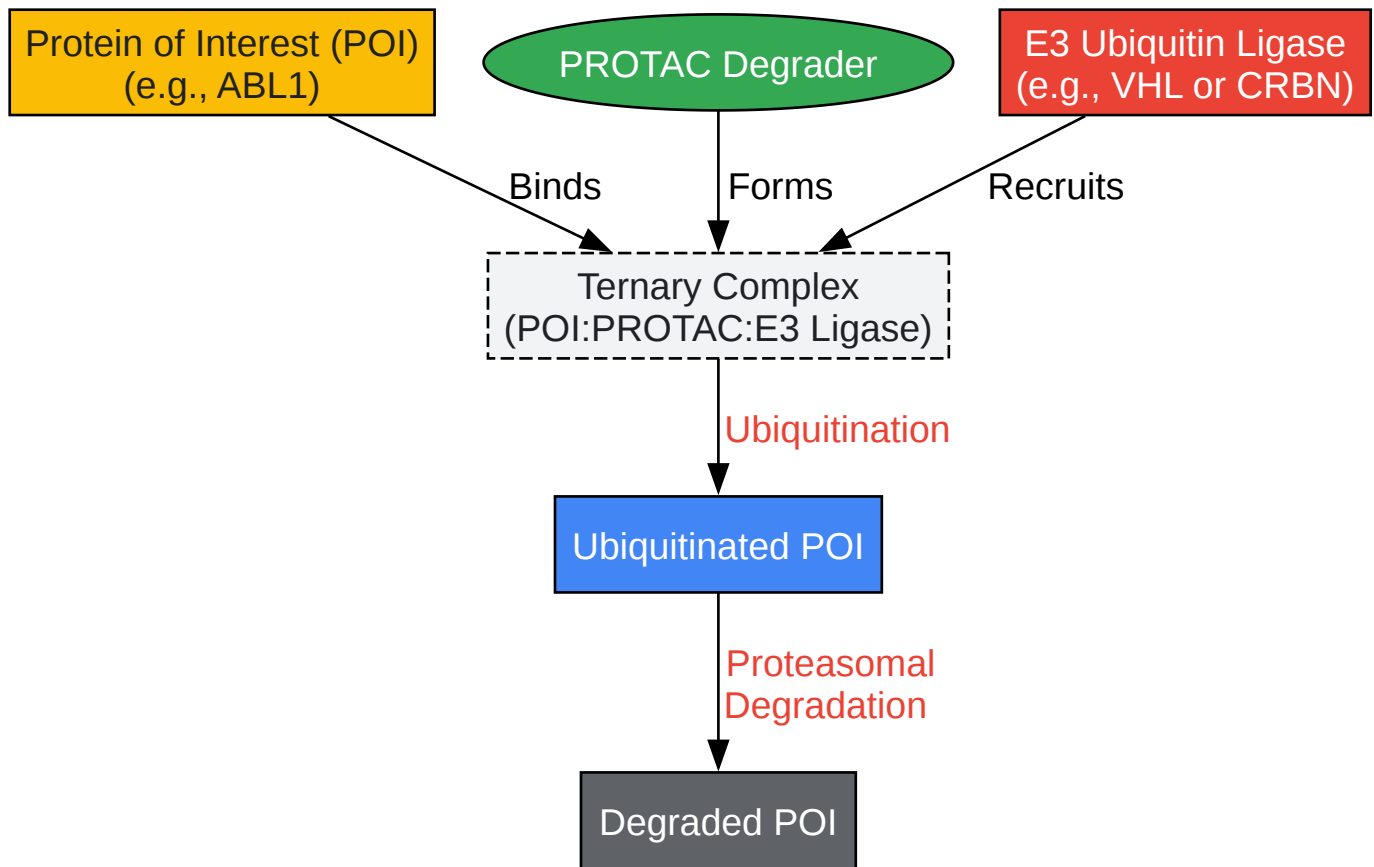 Protein of Interest (POI)
(e.g., ABL1)
PROTAC Degrader
E3 Ubiquitin Ligase
(e.g., VHL or CRBN)
Binds
Forms
Recruits
Ternary Complex
(POI:PROTAC:E3 Ligase)
Ubiquitination
Ubiquitinated POI
Proteasomal
Degradation
Degraded POI